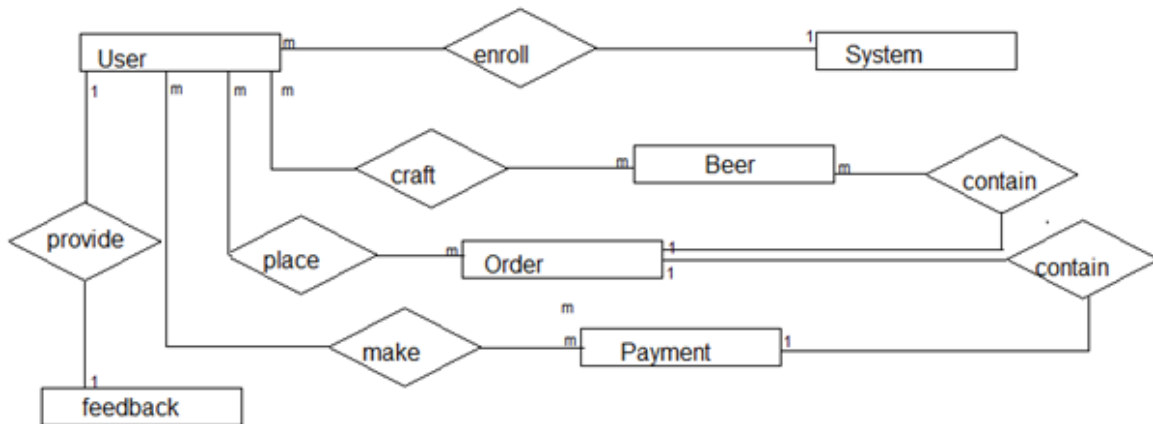 User
m
enroll
1
System
1
m
m
m
craft
m
Beer
m
contain
provide
place
m
Order
1
1
contain
m
make
m
Payment
1
1
feedback